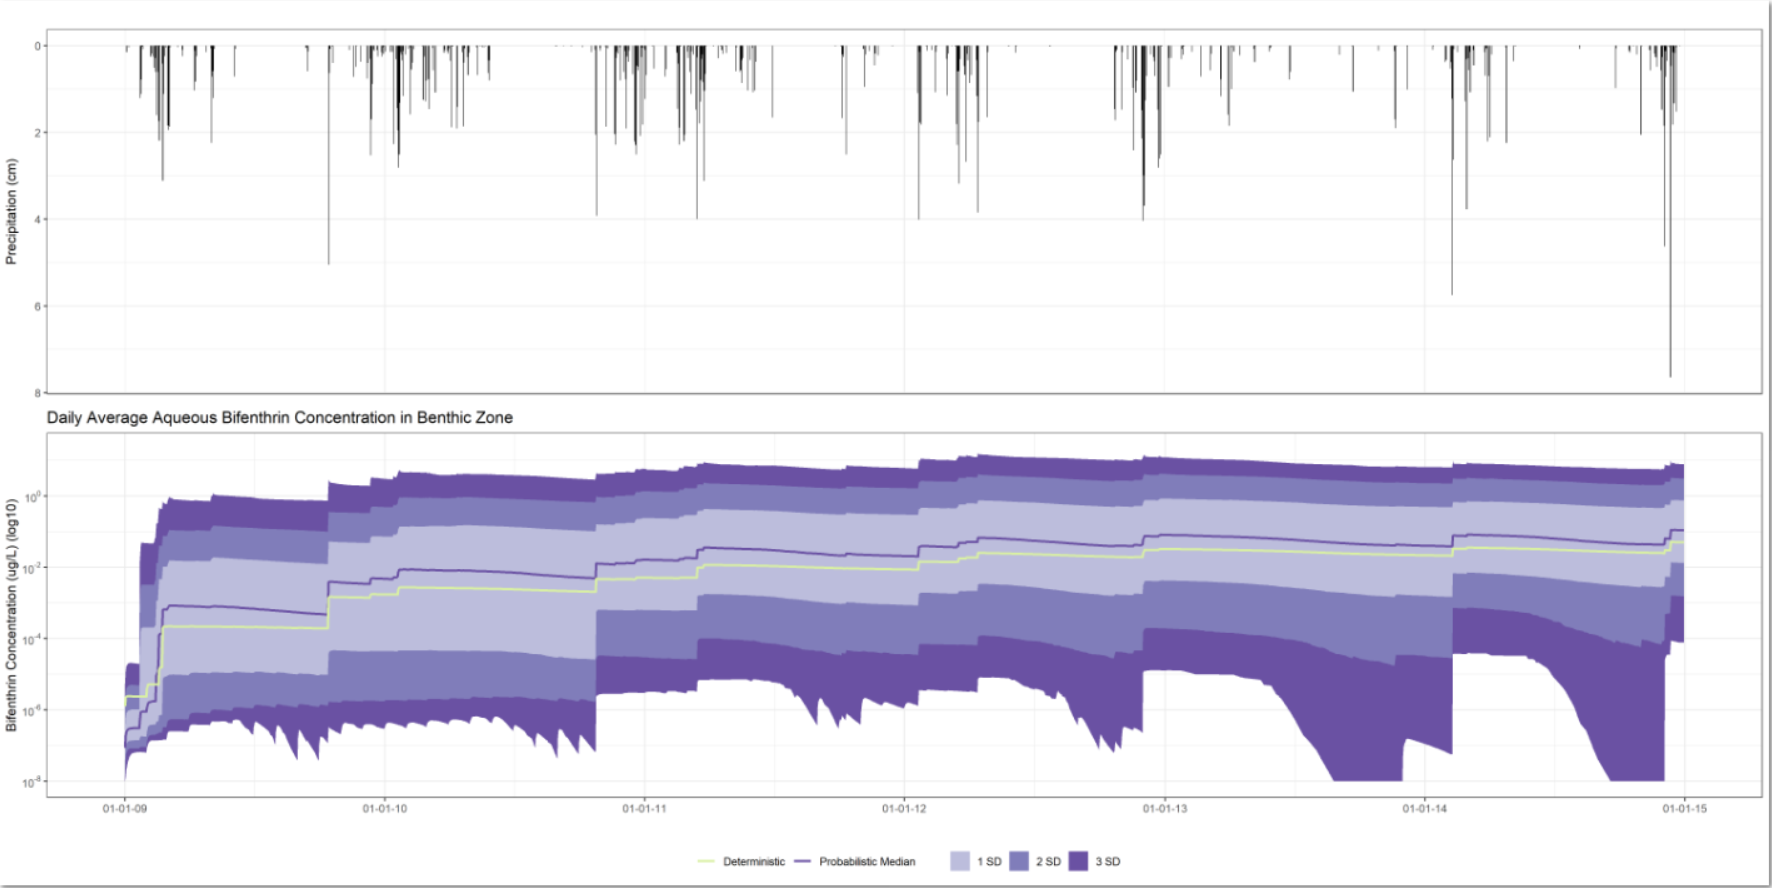 0
2
4
6
8
Precipitation (cm)
Daily Average Aqueous Bifenthrin Concentration in Benthic Zone
10⁰
10⁻²
10⁻⁴
10⁻⁶
10⁻⁸
Bifenthrin Concentration (ug/L) (log10)
01-01-09 01-01-10 01-01-11 01-01-12 01-01-13 01-01-14 01-01-15
Deterministic Probabilistic Median 1 SD 2 SD 3 SD